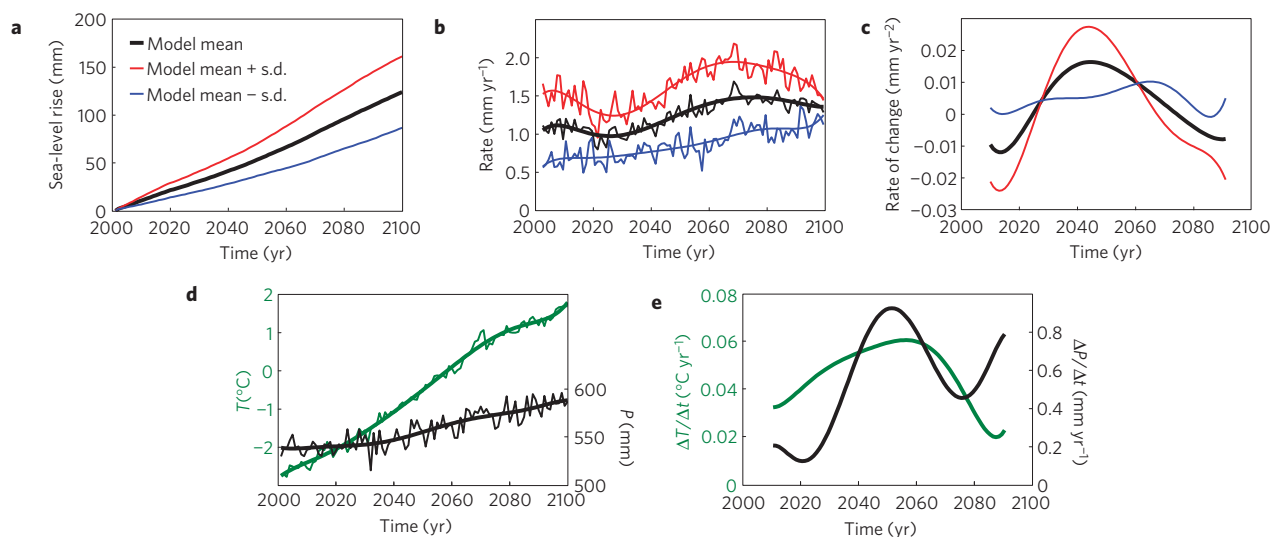 a
Sea-level rise (mm)
200
150
100
50
0
Model mean
Model mean + s.d.
Model mean − s.d.
2000 2020 2040 2060 2080 2100
Time (yr)
b
Rate (mm yr⁻¹)
2.0
1.5
1.0
0.5
0
2000 2020 2040 2060 2080 2100
Time (yr)
c
Rate of change (mm yr⁻²)
0.02
0.01
0
−0.01
−0.02
−0.03
2000 2020 2040 2060 2080 2100
Time (yr)
d
T(°C)
2
1
0
−1
−2
600
550
500
P (mm)
2000 2020 2040 2060 2080 2100
Time (yr)
e
ΔT/Δt (°C yr⁻¹)
0.08
0.06
0.04
0.02
0
0.8
0.6
0.4
0.2
0
ΔP/Δt (mm yr⁻¹)
2000 2020 2040 2060 2080 2100
Time (yr)